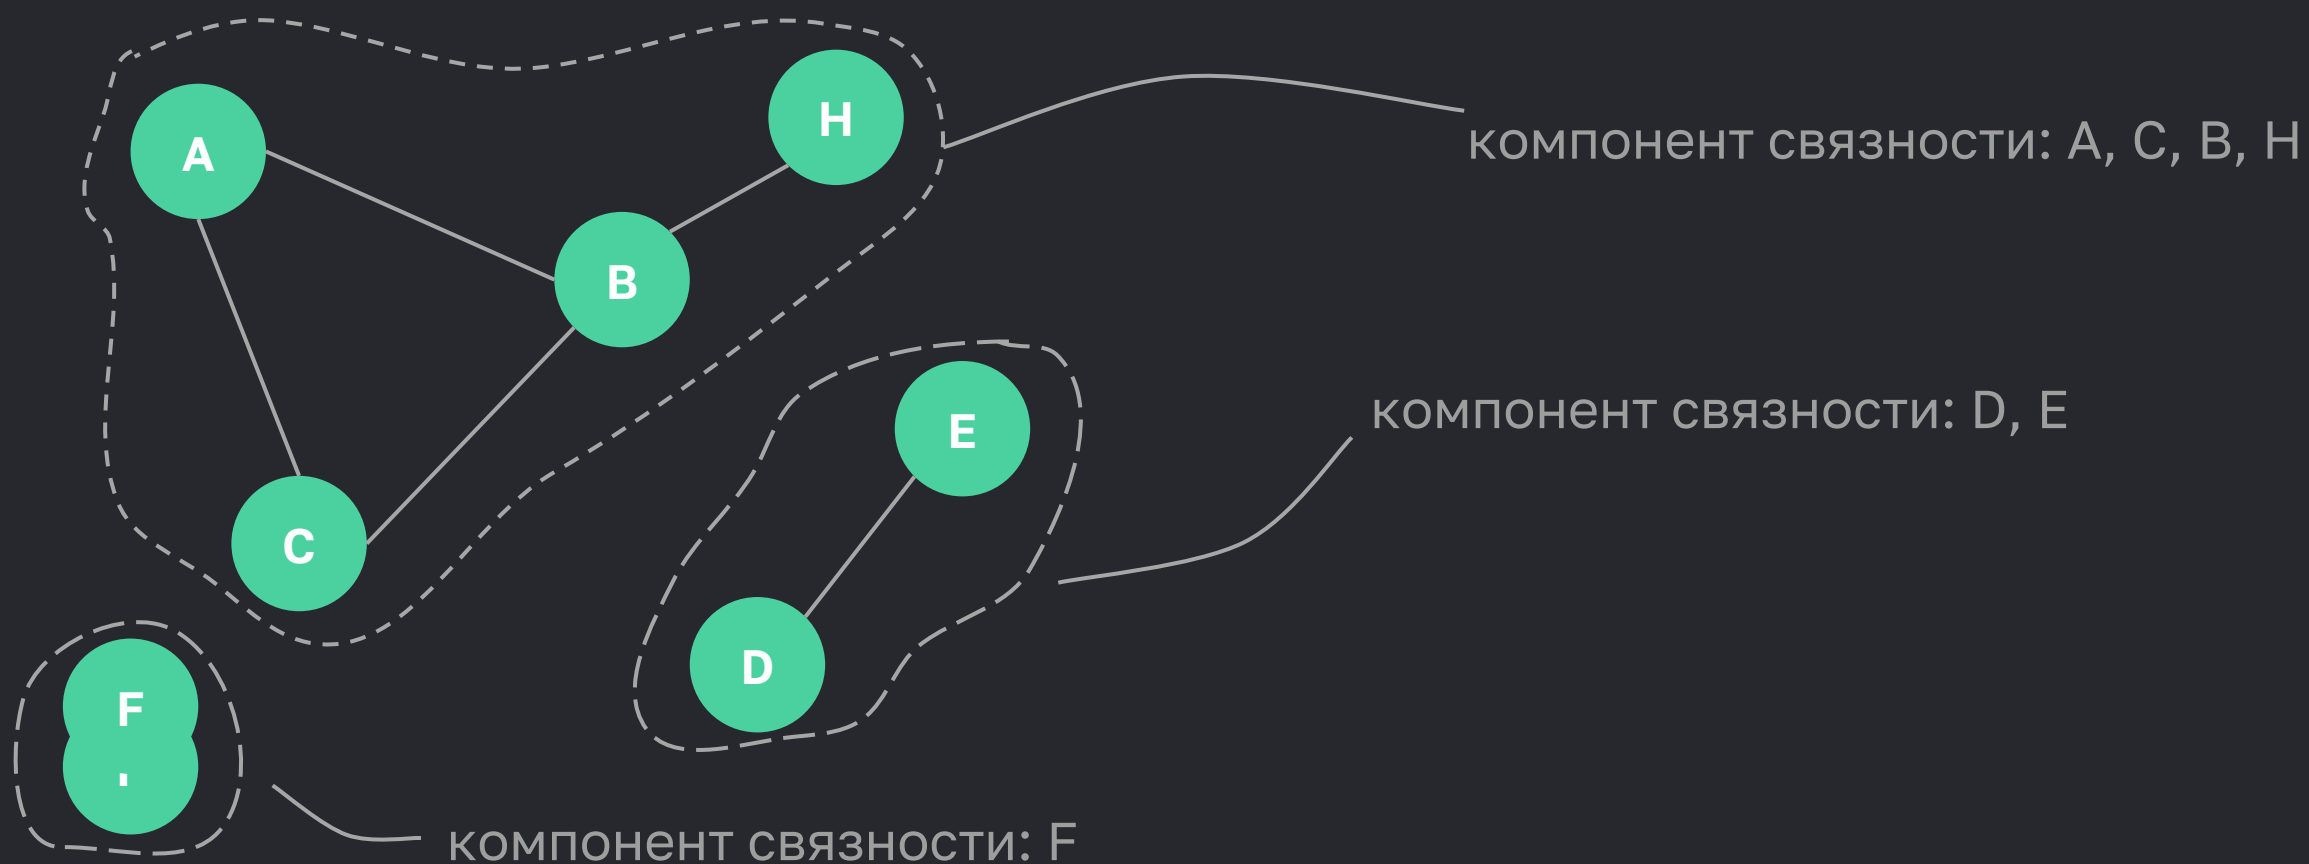 A
H
B
C
компонент связности: A, C, B, H
E
D
компонент связности: D, E
F
компонент связности: F